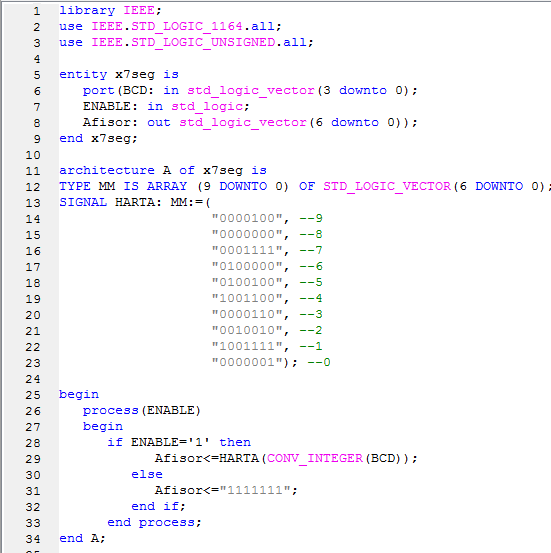 1 library IEEE;
2 use IEEE.STD_LOGIC_1164.all;
3 use IEEE.STD_LOGIC_UNSIGNED.all;
4
5 entity x7seg is
6 port(BCD: in std_logic_vector(3 downto 0);
7 ENABLE: in std_logic;
8 Afisor: out std_logic_vector(6 downto 0));
9 end x7seg;
10
11 architecture A of x7seg is
12 TYPE MM IS ARRAY (9 DOWNTO 0) OF STD_LOGIC_VECTOR(6 DOWNTO 0);
13 SIGNAL HARTA: MM:=(
14 "0000100", --9
15 "0000000", --8
16 "0001111", --7
17 "0100000", --6
18 "0100100", --5
19 "1001100", --4
20 "0000110", --3
21 "0010010", --2
22 "1001111", --1
23 "0000001"); --0
24
25 begin
26 process(ENABLE)
27 begin
28 if ENABLE='1' then
29 Afisor<=HARTA(CONV_INTEGER(BCD));
30 else
31 Afisor<="1111111";
32 end if;
33 end process;
34 end A;